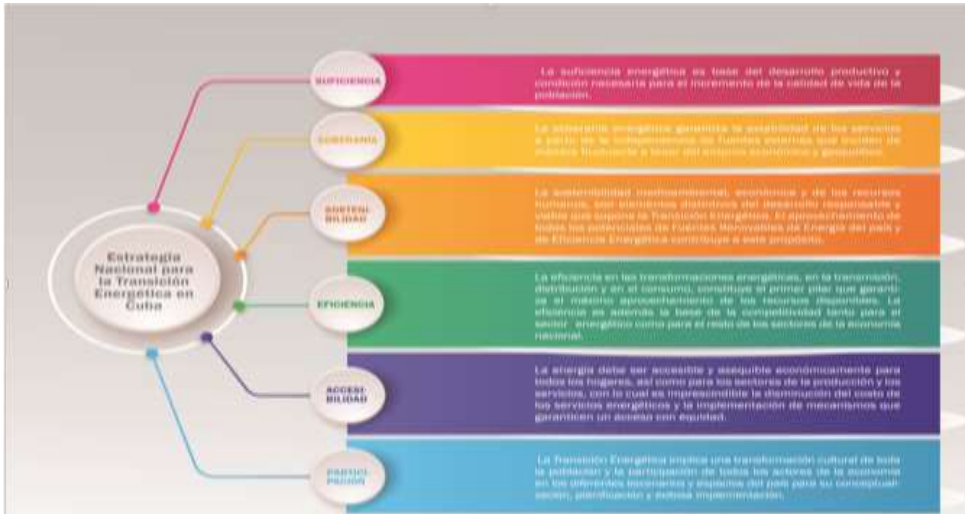 Estrategia
Nacional para
la Transición
Energética en
Cuba
SUFICIENCIA
La suficiencia energética es base del desarrollo productivo y
condición necesaria para el incremento de la calidad de vida de la
población.
SOBERANÍA
La soberanía energética garantiza la estabilidad de los servicios
a partir de la independencia de fuentes externas que
manera fluctuante a tenor del entorno económico y geopolítico.
SOSTENI-
BILIDAD
La sostenibilidad medioambiental, económica y de los recursos
humanos, son elementos distintivos del desarrollo responsable y
viable que supone la Transición Energética. El aprovechamiento de
todos los potenciales de Fuentes Renovables de Energía del país y
de Eficiencia Energética contribuye a este propósito.
EFICIENCIA
La eficiencia en las transformaciones energéticas, en la transmisión,
distribución y en el consumo, constituye el primer pilar que garanti-
za el máximo aprovechamiento de los recursos disponibles. La
eficiencia es además la base de la competitividad tanto para el
sector energético como para el resto de los sectores de la economía
nacional.
ACCESI-
BILIDAD
La energía debe ser accesible y asequible económicamente para
todos los hogares, así como para los sectores de la producción y los
servicios, con lo cual es imprescindible la disminución del costo de
los servicios energéticos y la implementación de mecanismos que
garanticen un acceso con equidad.
PARTICI-
PACIÓN
La Transición Energética implica una transformación cultural de toda
la población y la participación de todos los actores de la economía
en los diferentes escenarios y espacios del país para su conceptuali-
zación, planificación y exitosa implementación.